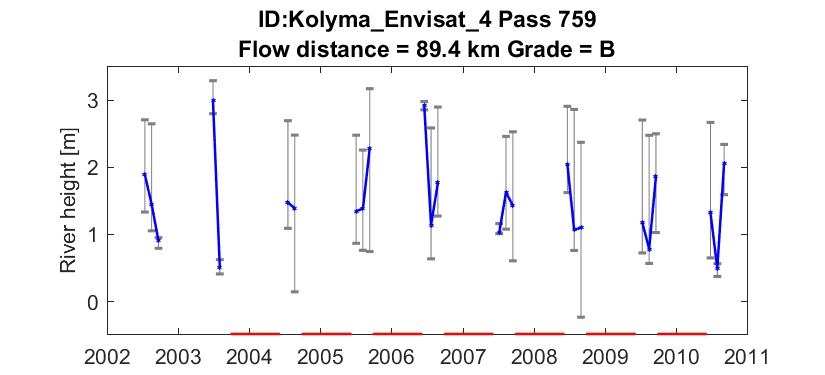 ID:Kolyma_Envisat_4 Pass 759
Flow distance = 89.4 km Grade = B
River height [m]
3
2
1
0
2002 2003 2004 2005 2006 2007 2008 2009 2010 2011